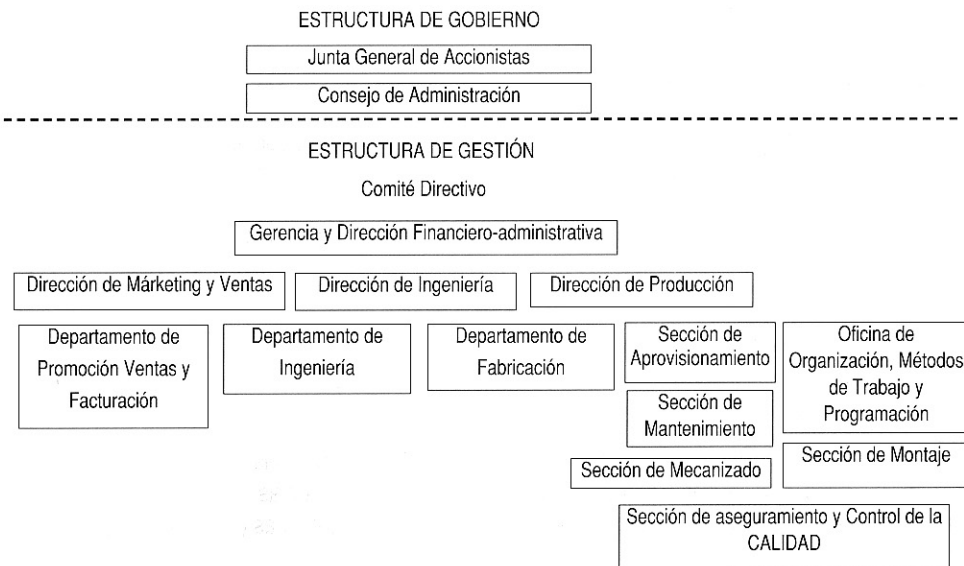 ESTRUCTURA DE GOBIERNO
Junta General de Accionistas
Consejo de Administración
ESTRUCTURA DE GESTIÓN
Comité Directivo
Gerencia y Dirección Financiero-administrativa
Dirección de Márketing y Ventas
Dirección de Ingeniería
Dirección de Producción
Departamento de
Promoción Ventas y
Facturación
Departamento de
Ingeniería
Departamento de
Fabricación
Sección de
Aprovisionamiento
Oficina de
Organización, Métodos
de Trabajo y
Programación
Sección de
Mantenimiento
Sección de Mecanizado
Sección de Montaje
Sección de aseguramiento y Control de la
CALIDAD